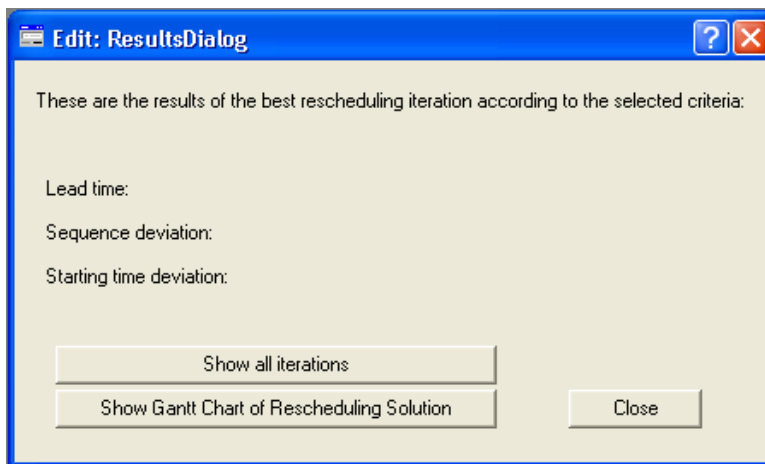 Edit: ResultsDialog
These are the results of the best rescheduling iteration according to the selected criteria:
Lead time:
Sequence deviation:
Starting time deviation:
Show all iterations
Show Gantt Chart of Rescheduling Solution
Close